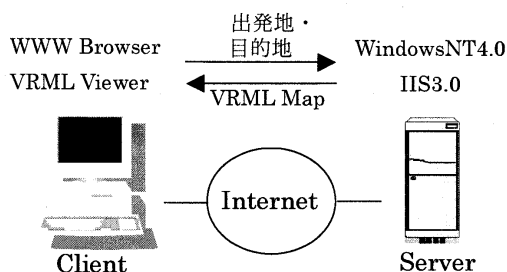 出発地・
目的地
WWW Browser
VRML Viewer
VRML Map
WindowsNT4.0
IIS3.0
Internet
Client
Server